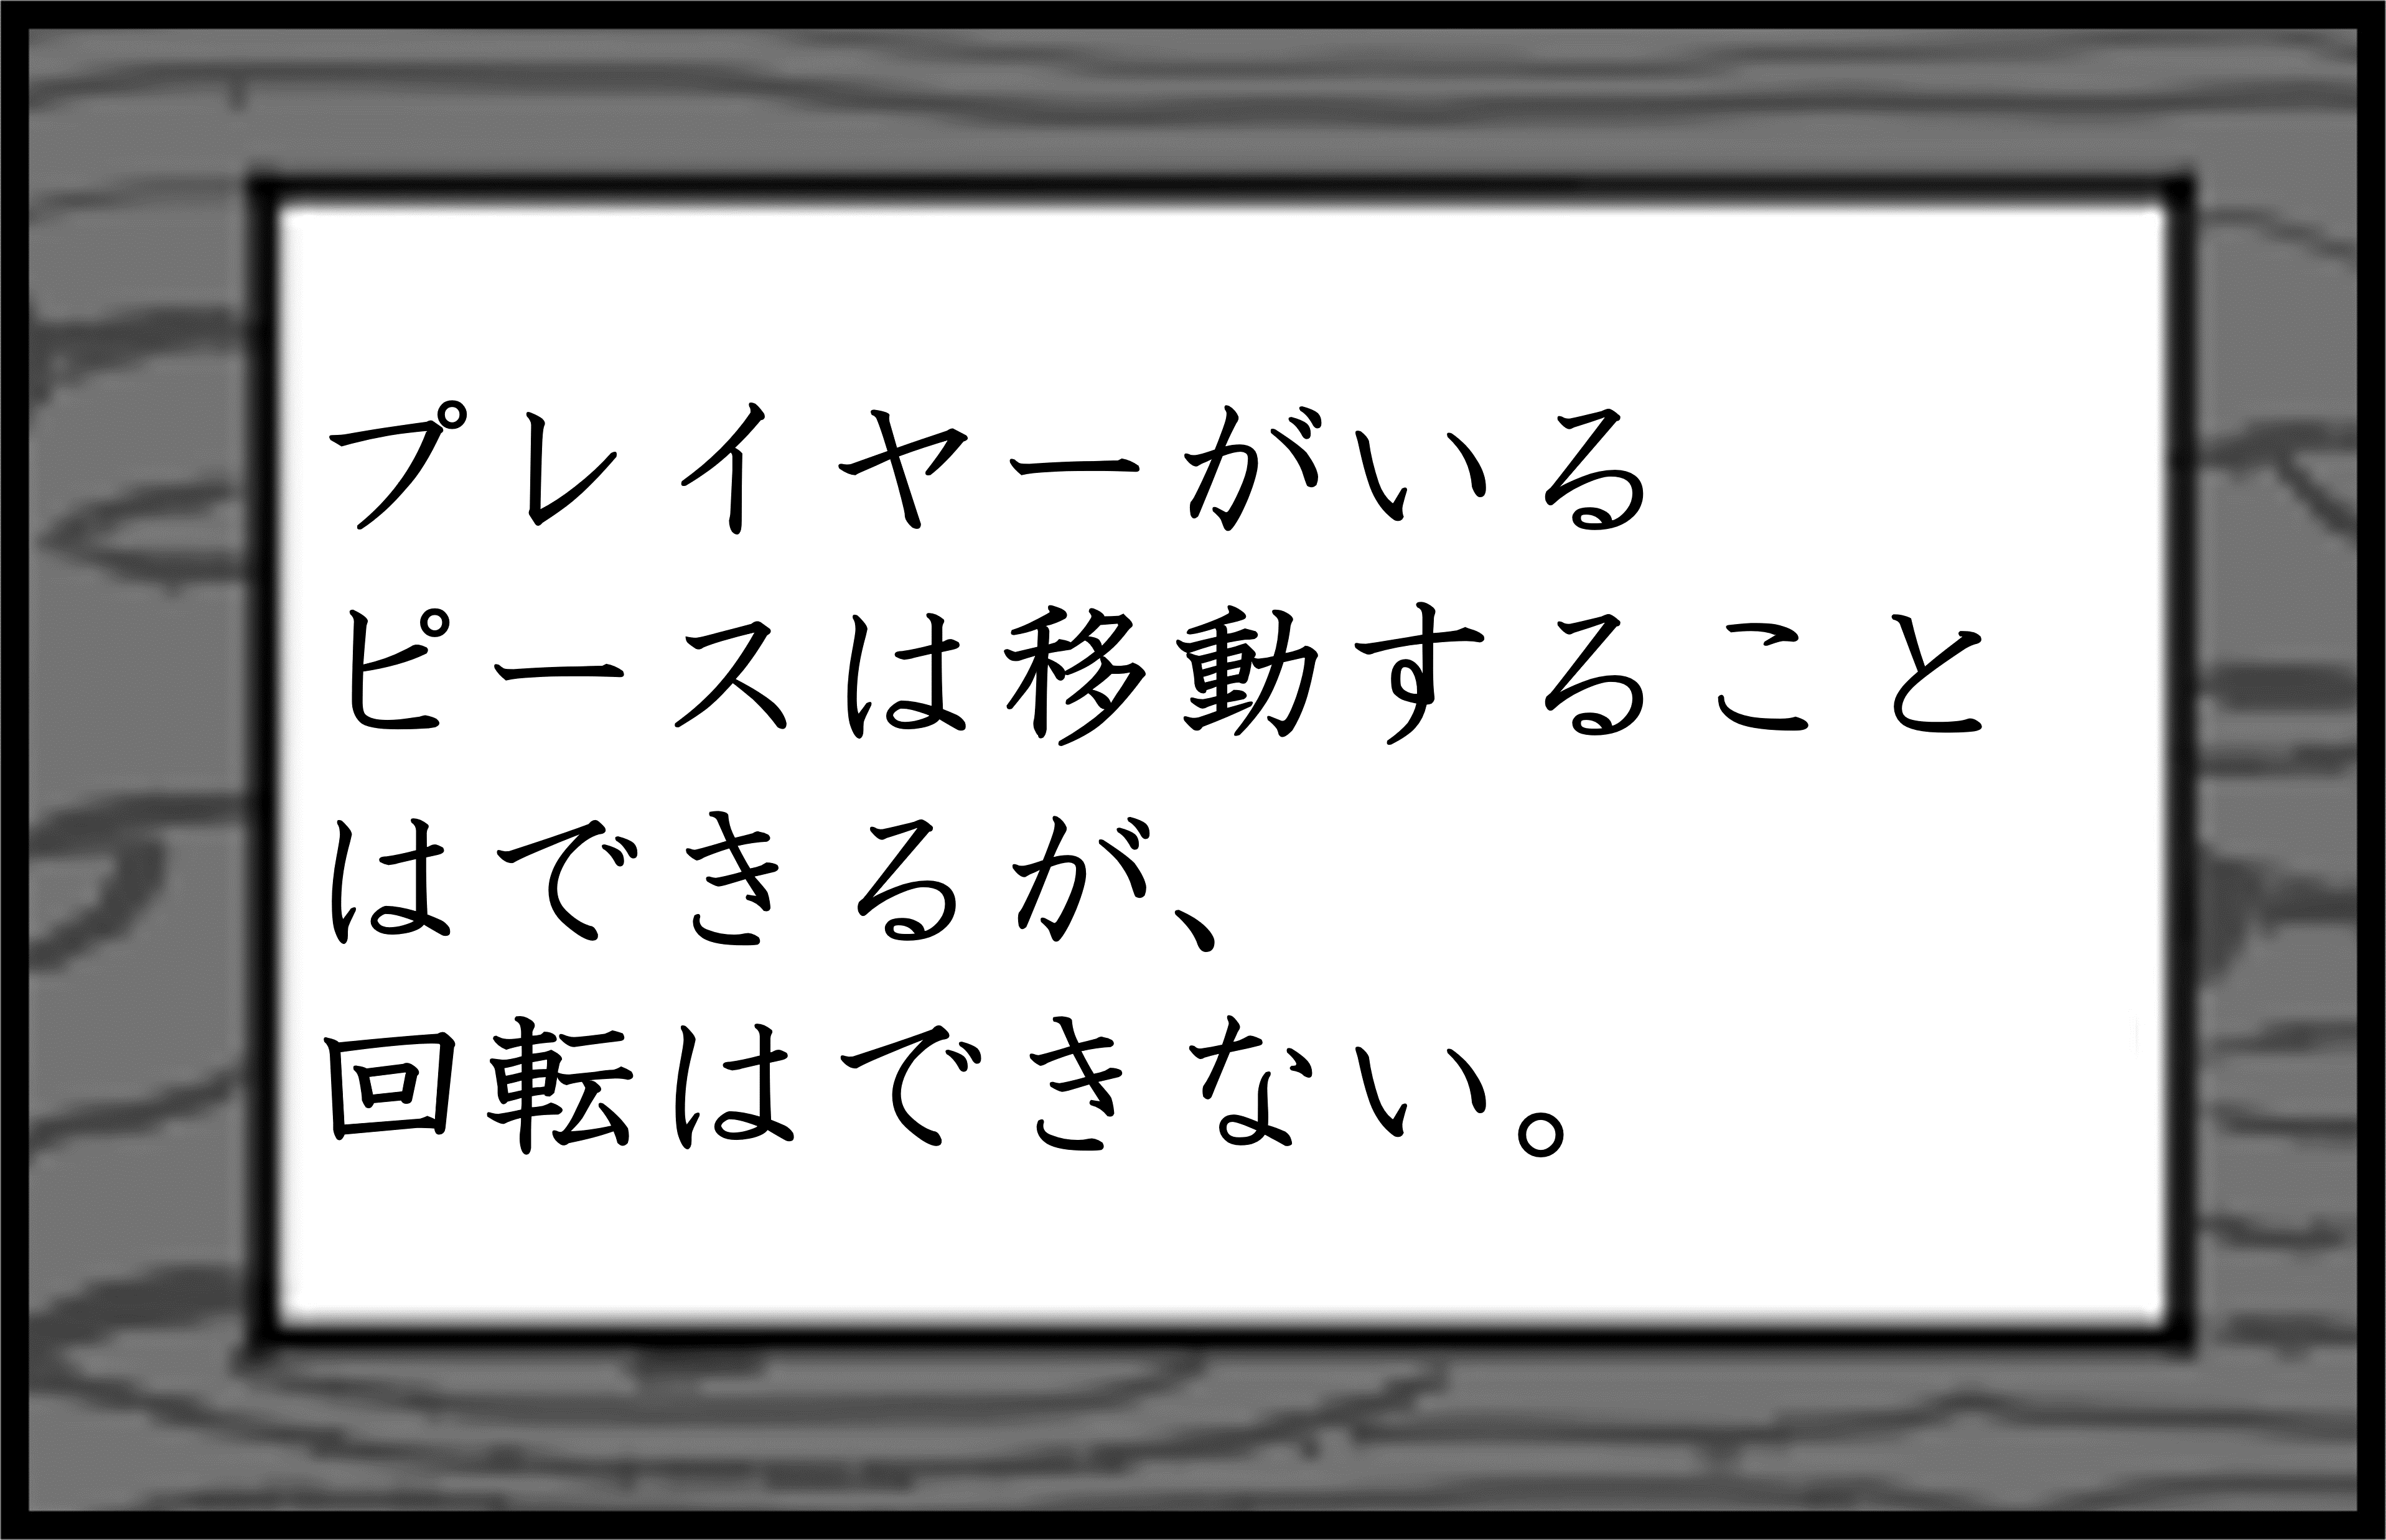 プレイヤーがいる
ピースは移動すること
はできるが、
回転はできない。